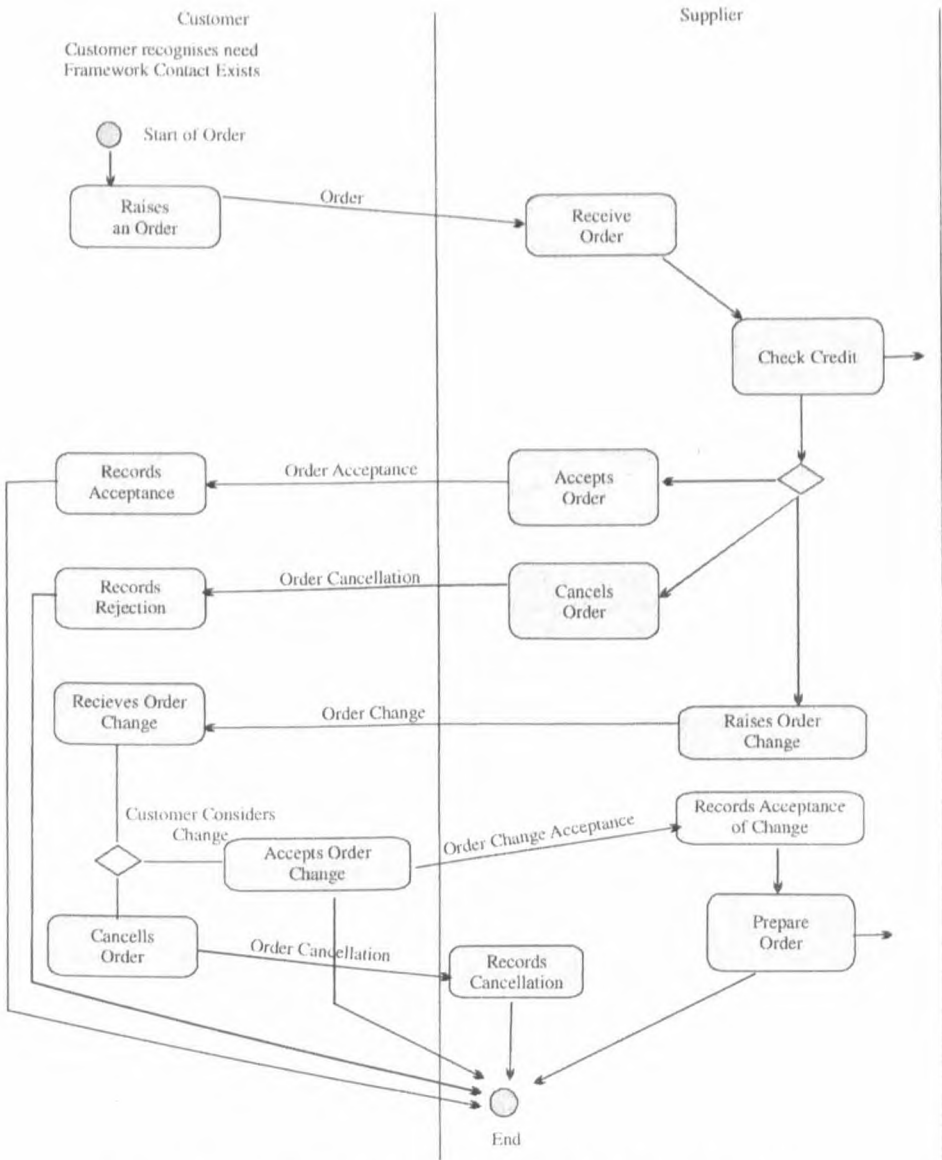 Customer
Supplier
Customer recognises need
Framework Contact Exists
Start of Order
Raises
an Order
Order
Receive
Order
Check Credit
Records
Acceptance
Order Acceptance
Accepts
Order
Records
Rejection
Order Cancellation
Cancels
Order
Recieves Order
Change
Order Change
Raises Order
Change
Customer Considers
Change
Accepts Order
Change
Order Change Acceptance
Records Acceptance
of Change
Cancells
Order
Order Cancellation
Records
Cancellation
Prepare
Order
End